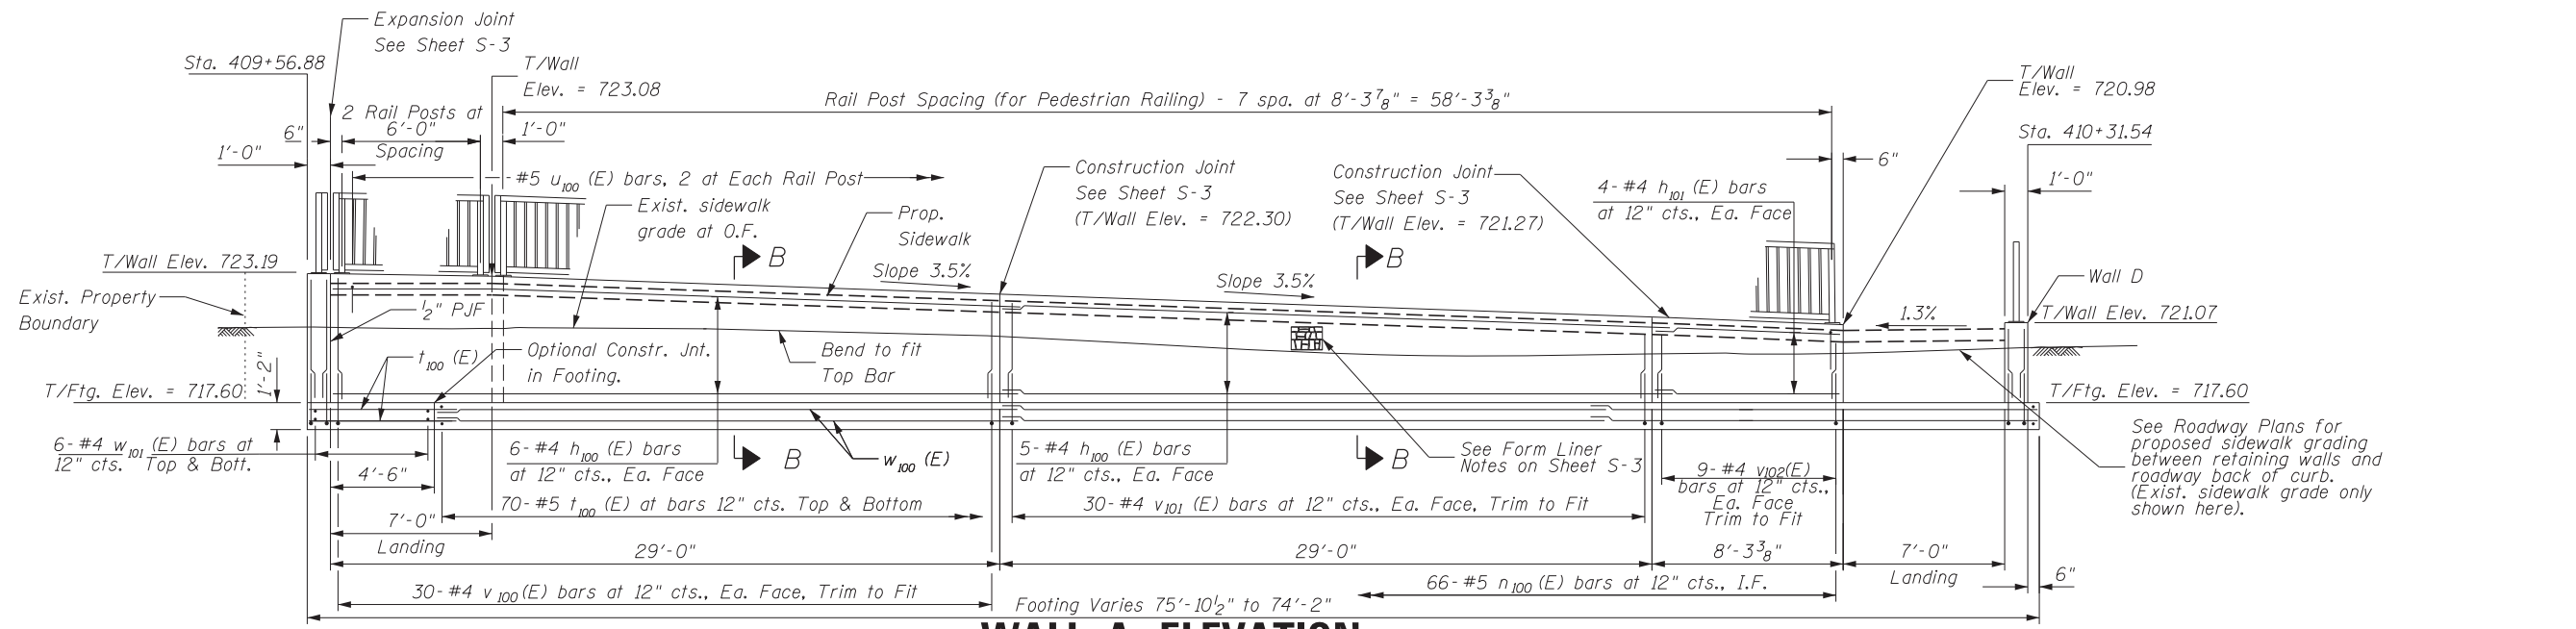 Expansion Joint
See Sheet S-3
Sta. 409+56.88
T/Wall
Elev. = 723.08
T/Wall
Elev. = 720.98
Rail Post Spacing (for Pedestrian Railing) - 7 spa. at 8'-3 7/8" = 58'-3 3/8"
2 Rail Posts at
6'-0"
Spacing
6"
1'-0"
1'-0"
Sta. 410+31.54
6"
1'-0"
#5 u100 (E) bars, 2 at Each Rail Post
Exist. sidewalk
grade at O.F.
Prop.
Sidewalk
Construction Joint
See Sheet S-3
(T/Wall Elev. = 722.30)
Construction Joint
See Sheet S-3
(T/Wall Elev. = 721.27)
4-#4 h101 (E) bars
at 12" cts., Ea. Face
B
B
T/Wall Elev. 723.19
Slope 3.5%
Slope 3.5%
Wall D
Exist. Property
Boundary
1/2" PJF
1.3%
T/Wall Elev. 721.07
t100 (E)
Optional Constr. Jnt.
in Footing.
Bend to fit
Top Bar
1'-2"
T/Ftg. Elev. = 717.60
T/Ftg. Elev. = 717.60
6-#4 w101 (E) bars at
12" cts. Top & Bott.
6-#4 h100 (E) bars
at 12" cts., Ea. Face
B
w100 (E)
5-#4 h100 (E) bars
at 12" cts., Ea. Face
B
See Form Liner
Notes on Sheet S-3
9-#4 v102(E)
bars at 12" cts.,
Ea. Face
Trim to Fit
See Roadway Plans for
proposed sidewalk grading
between retaining walls and
roadway back of curb.
(Exist. sidewalk grade only
shown here).
4'-6"
70-#5 t100 (E) at bars 12" cts. Top & Bottom
30-#4 v101 (E) bars at 12" cts., Ea. Face, Trim to Fit
7'-0"
Landing
29'-0"
29'-0"
8'-3 3/8"
7'-0"
Landing
6"
30-#4 v100(E) bars at 12" cts., Ea. Face, Trim to Fit
66-#5 n100 (E) bars at 12" cts., I.F.
Footing Varies 75'-10 1/2" to 74'-2"
WALL A ELEVATION